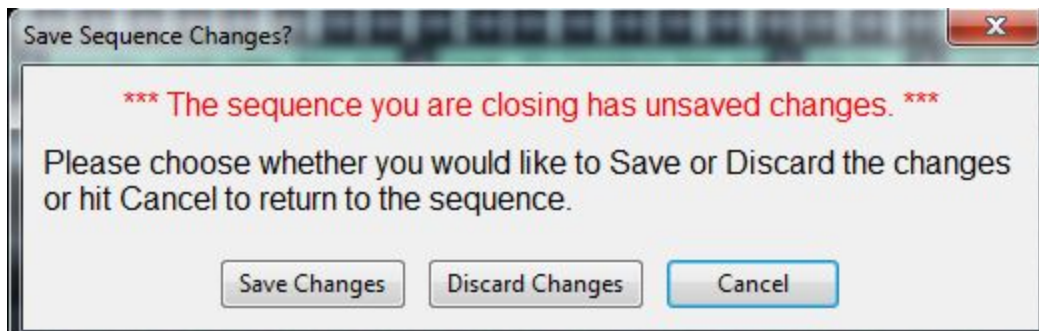 Save Sequence Changes?
*** The sequence you are closing has unsaved changes. ***
Please choose whether you would like to Save or Discard the changes
or hit Cancel to return to the sequence.
Save Changes Discard Changes Cancel